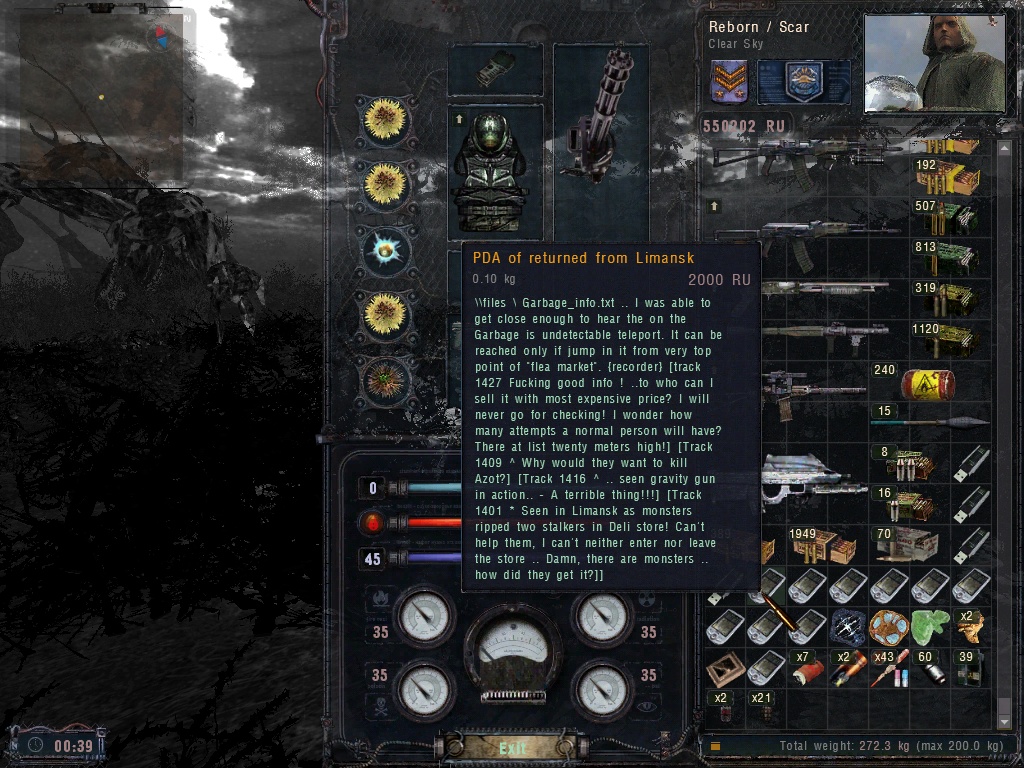 Reborn / Scar
Clear Sky
550202 RU
192
507
813
319
1120
240
15
8
16
1949
70
PDA of returned from Limansk
0.10 kg
2000 RU
\\files \ Garbage_info.txt .. I was able to
get close enough to hear the on the
Garbage is undetectable teleport. It can be
reached only if jump in it from very top
point of "flea market". {recorder} [track
1427 Fucking good info ! ..to who can I
sell it with most expensive price? I will
never go for checking! I wonder how
many attempts a normal person will have?
There at list twenty meters high!] [Track
1409 ^ Why would they want to kill
Azot?] [Track 1416 ^ .. seen gravity gun
in action.. - A terrible thing!!!] [Track
1401 * Seen in Limansk as monsters
ripped two stalkers in Deli store! Can't
help them, I can't neither enter nor leave
the store .. Damn, there are monsters ..
how did they get it?]]
0
45
35
35
35
35
x2
x7
x2
x43
60
39
x2
x21
00:39
Exit
Total weight: 272.3 kg (max 200.0 kg)